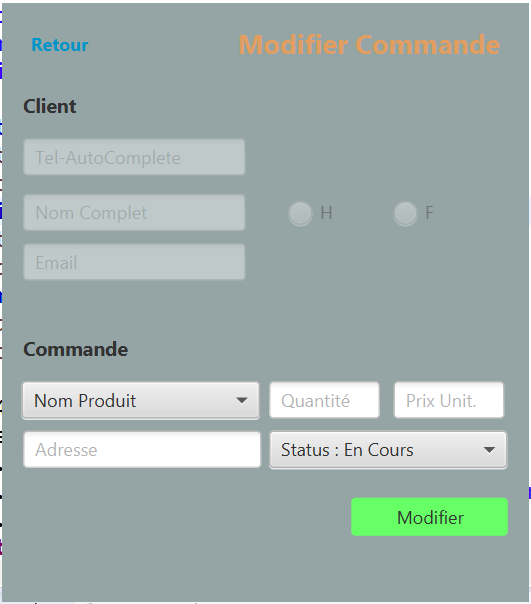 Retour Modifier Commande
Client
Tel-AutoComplete
Nom Complet H F
Email
Commande
Nom Produit Quantité Prix Unit.
Adresse Status : En Cours
Modifier